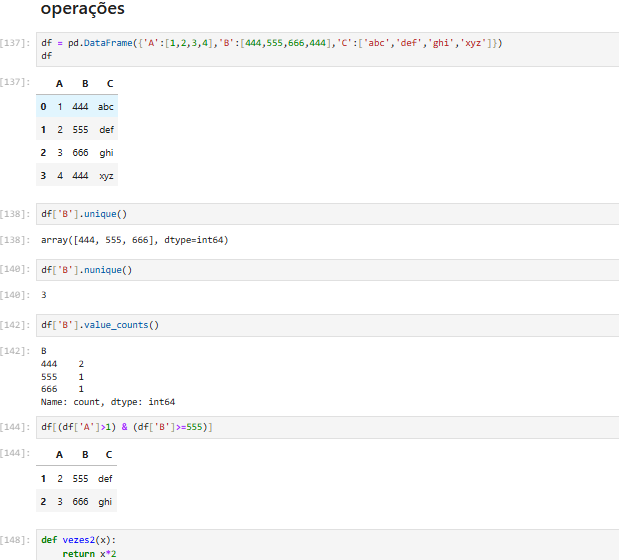 operações
[137]: df = pd.DataFrame({'A':[1,2,3,4],'B':[444,555,666,444],'C':['abc','def','ghi','xyz']})
df
[137]:
A B C
0 1 444 abc
1 2 555 def
2 3 666 ghi
3 4 444 xyz
[138]: df['B'].unique()
[138]: array([444, 555, 666], dtype=int64)
[140]: df['B'].nunique()
[140]: 3
[142]: df['B'].value_counts()
[142]: B
444 2
555 1
666 1
Name: count, dtype: int64
[144]: df[(df['A']>1) & (df['B']>=555)]
[144]:
A B C
1 2 555 def
2 3 666 ghi
[148]: def vezes2(x):
return x*2